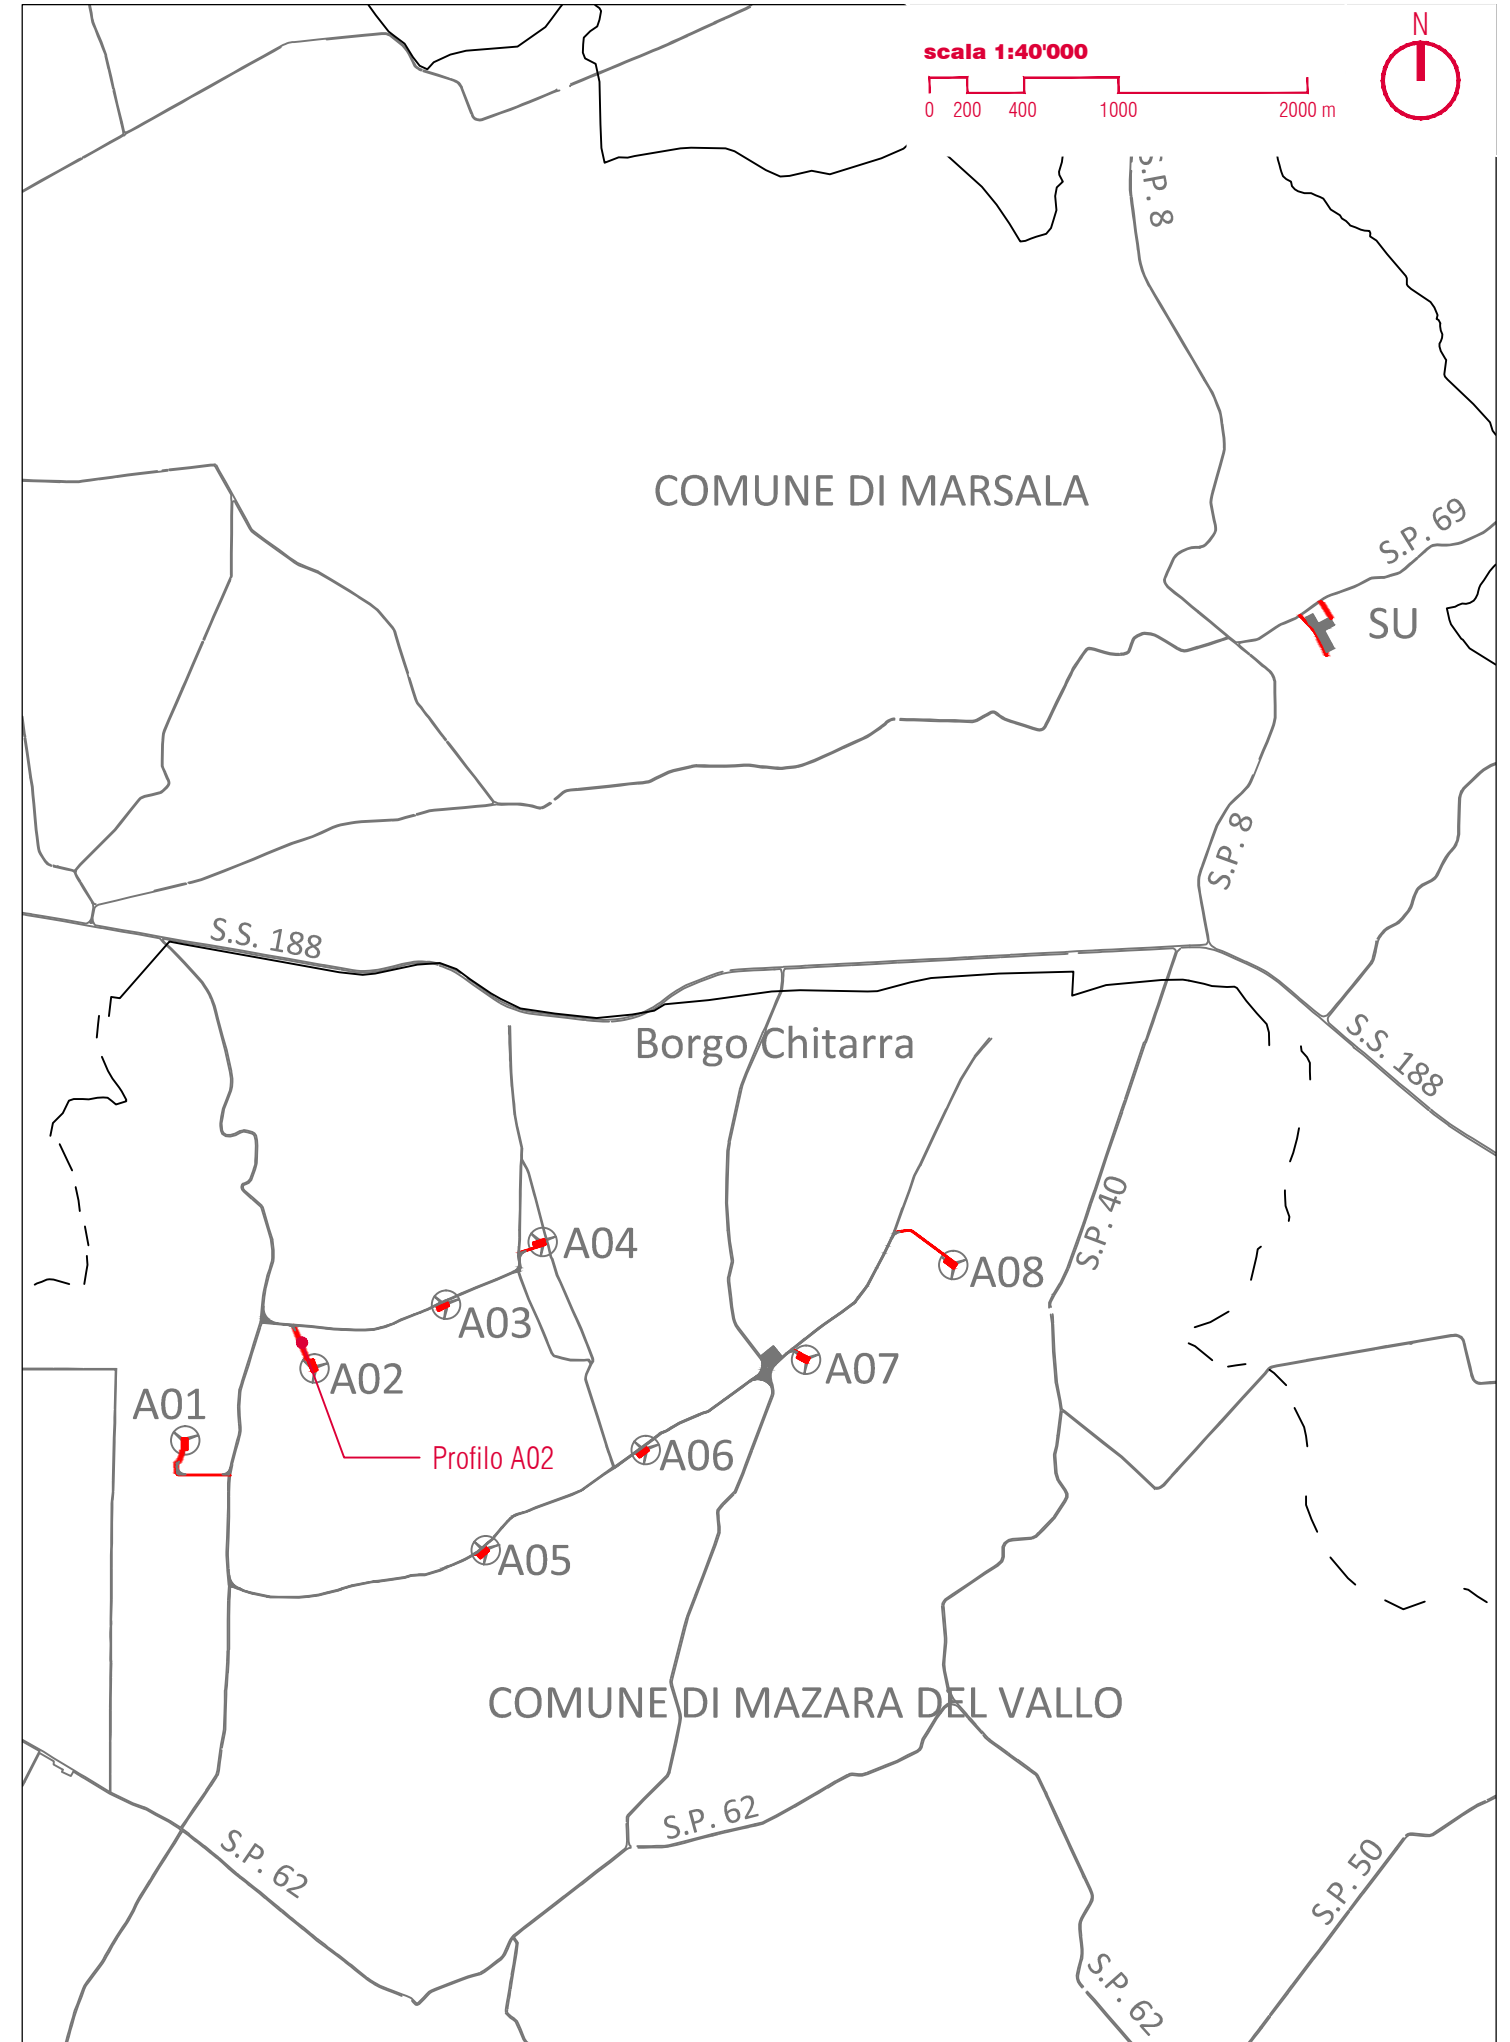 N
scala 1:40'000
0 200 400 1000 2000 m
S.P. 8
COMUNE DI MARSALA
S.P. 69
SU
S.P. 8
S.S. 188
Borgo Chitarra
S.S. 188
S.P. 40
A04
A08
A03
A07
A02
A01
Profilo A02
A06
A05
COMUNE DI MAZARA DEL VALLO
S.P. 62
S.P. 62
S.P. 50
S.P. 62